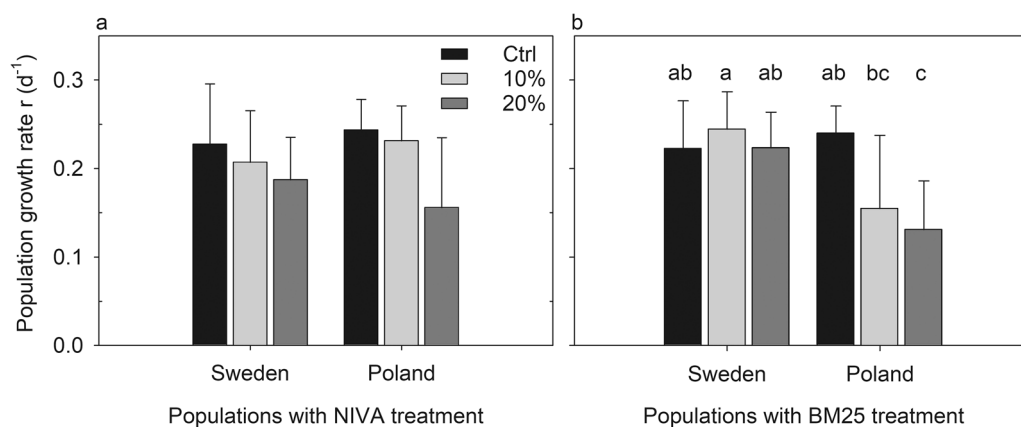 a
b
Population growth rate r (d⁻¹)
0.3
0.2
0.1
0.0
Ctrl
10%
20%
ab a ab ab bc c
Sweden Poland
Sweden Poland
Populations with NIVA treatment
Populations with BM25 treatment